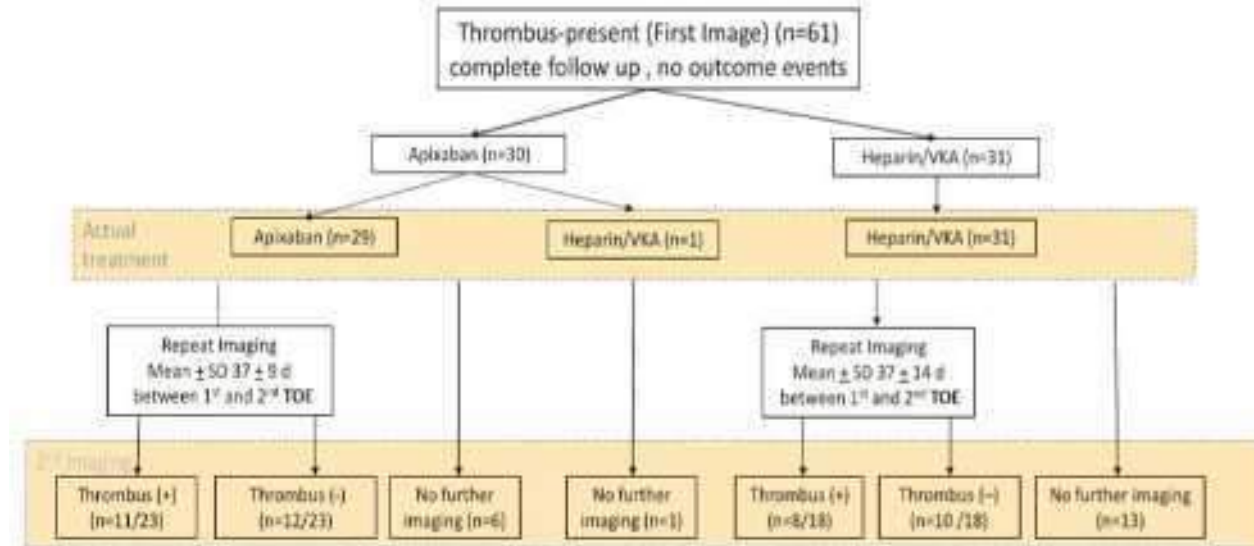 Thrombus-present (First Image) (n=61)
complete follow up , no outcome events
Apixaban (n=30)
Heparin/VKA (n=31)
Actual
treatment
Apixaban (n=29)
Heparin/VKA (n=1)
Heparin/VKA (n=31)
Repeat Imaging
Mean ± SD 37 ± 9 d
between 1st and 2nd TOE
Repeat Imaging
Mean ± SD 37 ± 14 d
between 1st and 2nd TOE
Imaging
Thrombus (+)
(n=11/23)
Thrombus (-)
(n=12/23)
No further
imaging (n=6)
No further
imaging (n=1)
Thrombus (+)
(n=8/18)
Thrombus (–)
(n=10 /18)
No further imaging
(n=13)